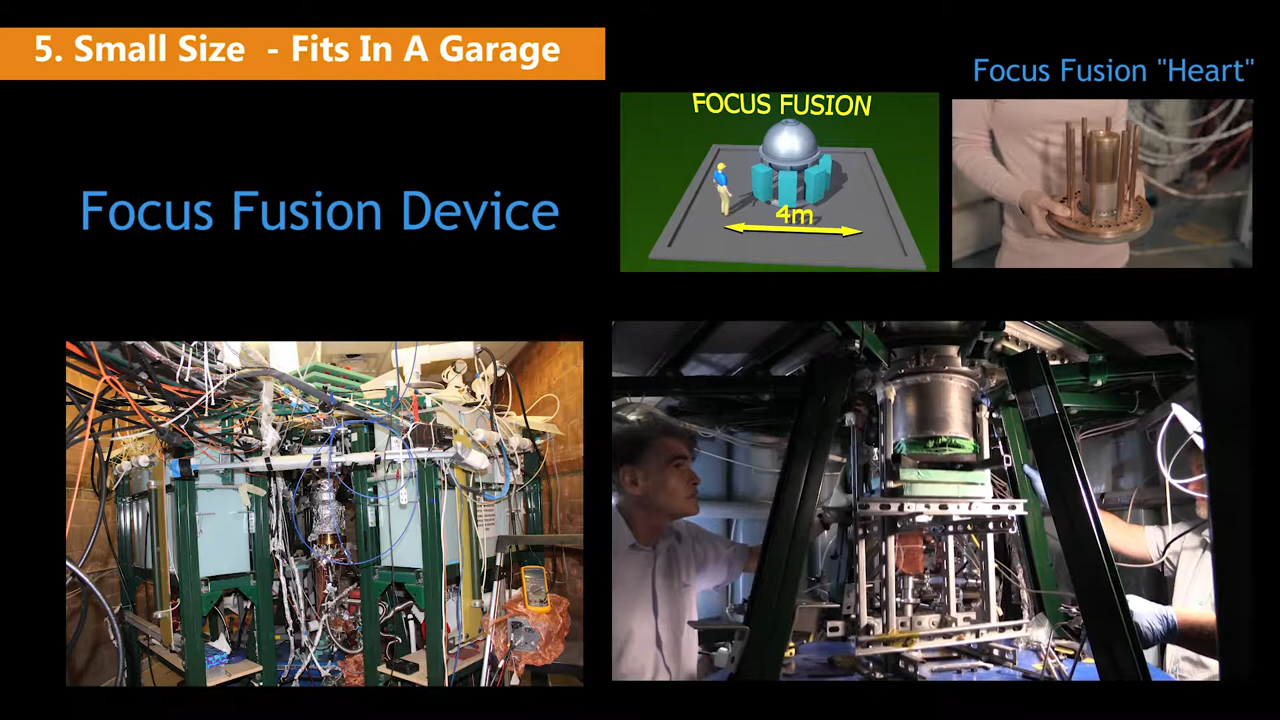 5. Small Size - Fits In A Garage
Focus Fusion "Heart"
FOCUS FUSION
Focus Fusion Device
4m